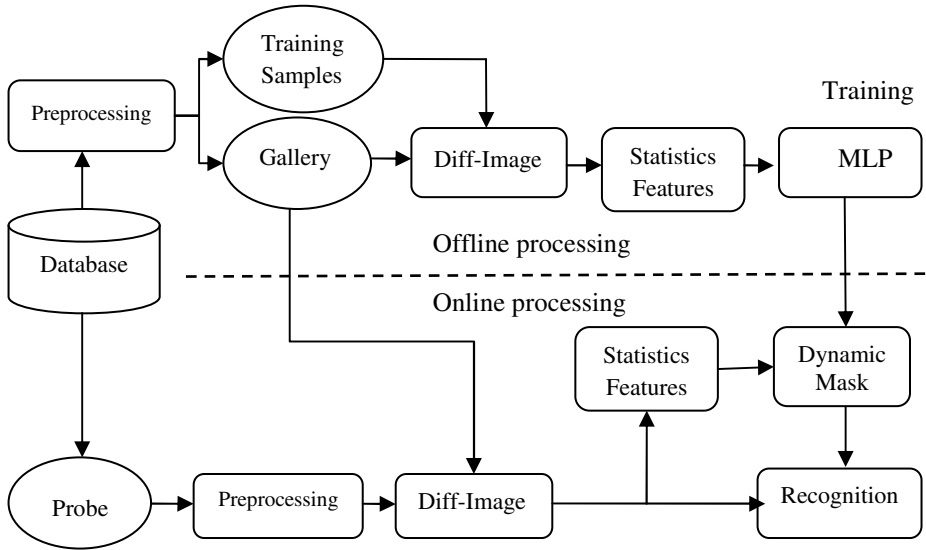 Training
Samples
Training
Preprocessing
Gallery
Diff-Image
Statistics
Features
MLP
Database
Offline processing
Online processing
Statistics
Features
Dynamic
Mask
Probe
Preprocessing
Diff-Image
Recognition